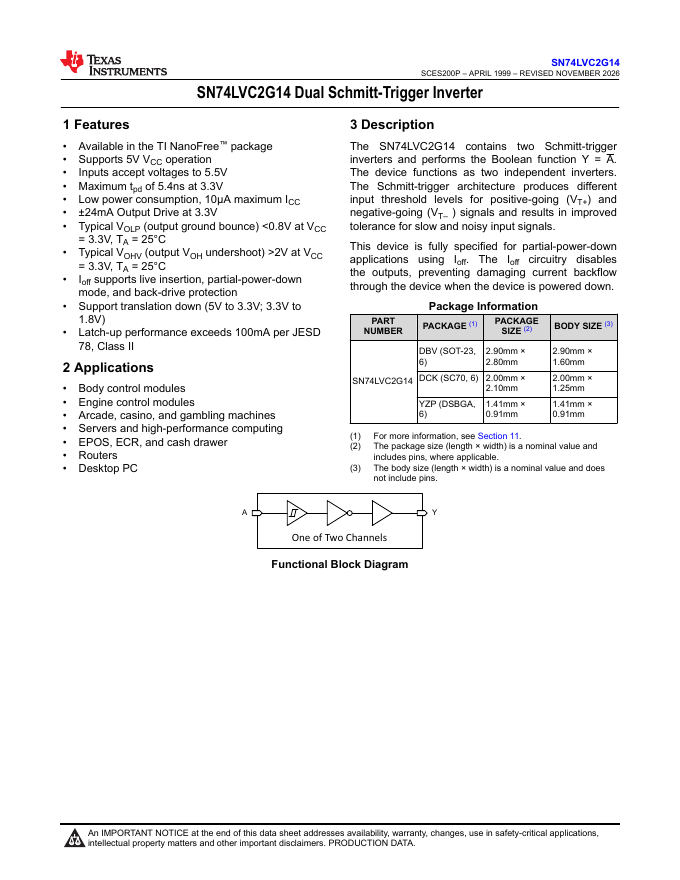 TEXAS
INSTRUMENTS
SN74LVC2G14
SCES200P – APRIL 1999 – REVISED NOVEMBER 2026
SN74LVC2G14 Dual Schmitt-Trigger Inverter
1 Features
• Available in the TI NanoFree™ package
• Supports 5V VCC operation
• Inputs accept voltages to 5.5V
• Maximum tpd of 5.4ns at 3.3V
• Low power consumption, 10μA maximum ICC
• ±24mA Output Drive at 3.3V
• Typical VOLP (output ground bounce) <0.8V at VCC
= 3.3V, TA = 25°C
• Typical VOHV (output VOH undershoot) >2V at VCC
= 3.3V, TA = 25°C
• Ioff supports live insertion, partial-power-down
mode, and back-drive protection
• Support translation down (5V to 3.3V; 3.3V to
1.8V)
• Latch-up performance exceeds 100mA per JESD
78, Class II
2 Applications
• Body control modules
• Engine control modules
• Arcade, casino, and gambling machines
• Servers and high-performance computing
• EPOS, ECR, and cash drawer
• Routers
• Desktop PC
3 Description
The SN74LVC2G14 contains two Schmitt-trigger
inverters and performs the Boolean function Y = A̅.
The device functions as two independent inverters.
The Schmitt-trigger architecture produces different
input threshold levels for positive-going (VT+) and
negative-going (VT− ) signals and results in improved
tolerance for slow and noisy input signals.
This device is fully specified for partial-power-down
applications using Ioff. The Ioff circuitry disables
the outputs, preventing damaging current backflow
through the device when the device is powered down.
Package Information
PART NUMBER PACKAGE (1) PACKAGE SIZE (2) BODY SIZE (3)
SN74LVC2G14
DBV (SOT-23, 6) 2.90mm × 2.80mm 2.90mm × 1.60mm
DCK (SC70, 6) 2.00mm × 2.10mm 2.00mm × 1.25mm
YZP (DSBGA, 6) 1.41mm × 0.91mm 1.41mm × 0.91mm
(1) For more information, see Section 11.
(2) The package size (length × width) is a nominal value and
includes pins, where applicable.
(3) The body size (length × width) is a nominal value and does
not include pins.
A Y
One of Two Channels
Functional Block Diagram
An IMPORTANT NOTICE at the end of this data sheet addresses availability, warranty, changes, use in safety-critical applications,
intellectual property matters and other important disclaimers. PRODUCTION DATA.